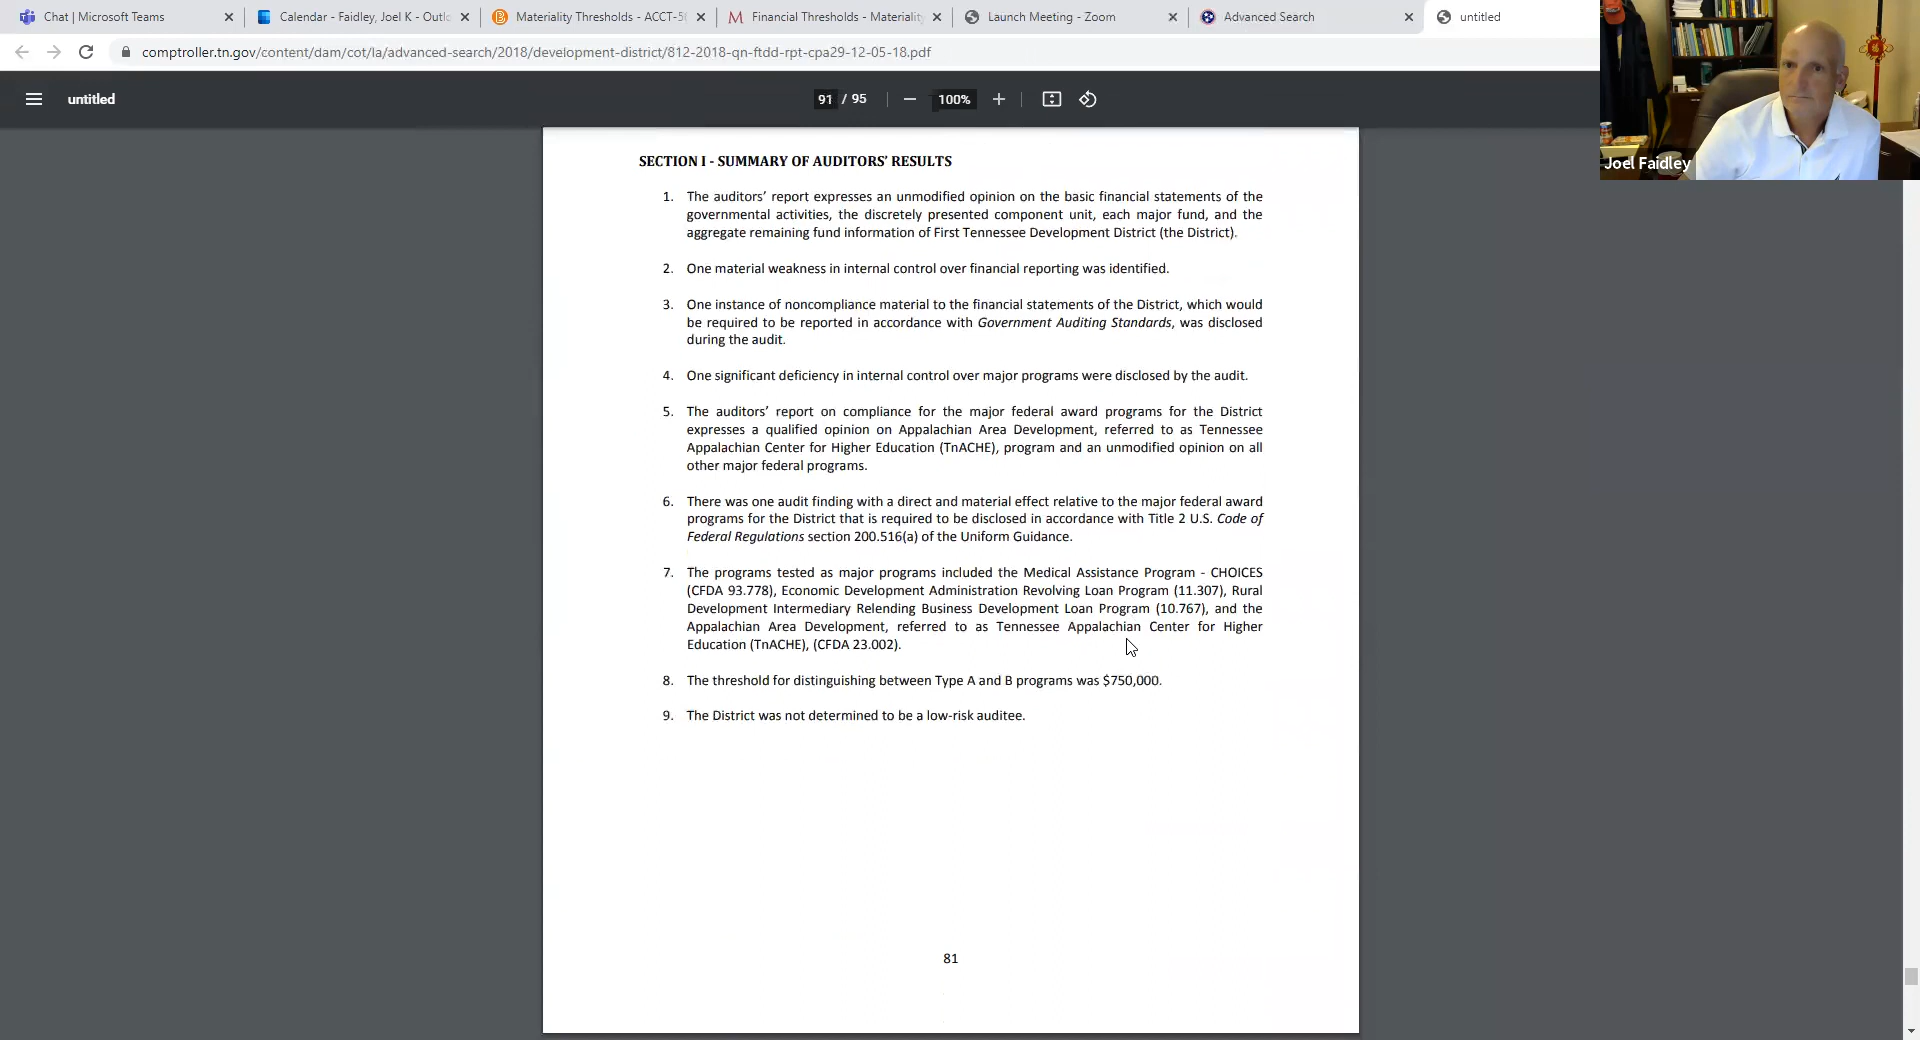 Chat | Microsoft Teams
Calendar - Faidley, Joel K - Outlo
Materiality Thresholds - ACCT-5
Financial Thresholds - Materiality
Launch Meeting - Zoom
Advanced Search
untitled
comptroller.tn.gov/content/dam/cot/la/advanced-search/2018/development-district/812-2018-qn-ftdd-rpt-cpa29-12-05-18.pdf
untitled
91 / 95
100%
Joel Faidley
SECTION I - SUMMARY OF AUDITORS’ RESULTS
1. The auditors’ report expresses an unmodified opinion on the basic financial statements of the
governmental activities, the discretely presented component unit, each major fund, and the
aggregate remaining fund information of First Tennessee Development District (the District).
2. One material weakness in internal control over financial reporting was identified.
3. One instance of noncompliance material to the financial statements of the District, which would
be required to be reported in accordance with Government Auditing Standards, was disclosed
during the audit.
4. One significant deficiency in internal control over major programs were disclosed by the audit.
5. The auditors’ report on compliance for the major federal award programs for the District
expresses a qualified opinion on Appalachian Area Development, referred to as Tennessee
Appalachian Center for Higher Education (TnACHE), program and an unmodified opinion on all
other major federal programs.
6. There was one audit finding with a direct and material effect relative to the major federal award
programs for the District that is required to be disclosed in accordance with Title 2 U.S. Code of
Federal Regulations section 200.516(a) of the Uniform Guidance.
7. The programs tested as major programs included the Medical Assistance Program - CHOICES
(CFDA 93.778), Economic Development Administration Revolving Loan Program (11.307), Rural
Development Intermediary Relending Business Development Loan Program (10.767), and the
Appalachian Area Development, referred to as Tennessee Appalachian Center for Higher
Education (TnACHE), (CFDA 23.002).
8. The threshold for distinguishing between Type A and B programs was $750,000.
9. The District was not determined to be a low-risk auditee.
81